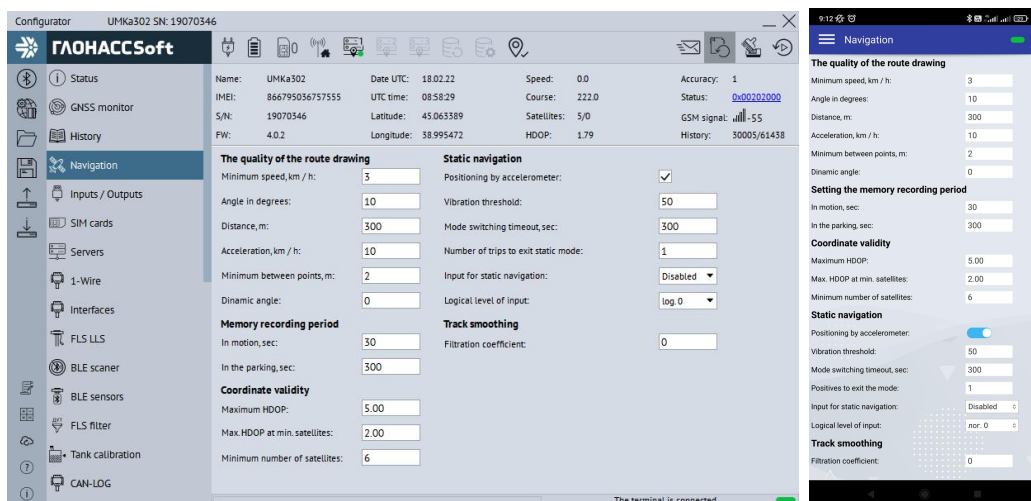 Configurator UMKa302 SN: 19070346
ГЛОНАССSoft
Status
GNSS monitor
History
Navigation
Inputs / Outputs
SIM cards
Servers
1-Wire
Interfaces
FLS LLS
BLE scaner
BLE sensors
FLS filter
Tank calibration
CAN-LOG
Name: UMKa302 Date UTC: 18.02.22 Speed: 0.0 Accuracy: 1
IMEI: 866795036757555 UTC time: 08:58:29 Course: 222.0 Status: 0x00202000
S/N: 19070346 Latitude: 45.063389 Satellites: 5/0 GSM signal: -55
FW: 4.0.2 Longitude: 38.995472 HDOP: 1.79 History: 30005/61438
The quality of the route drawing
Minimum speed, km / h: 3
Angle in degrees: 10
Distance, m: 300
Acceleration, km / h: 10
Minimum between points, m: 2
Dinamic angle: 0
Memory recording period
In motion, sec: 30
In the parking, sec: 300
Coordinate validity
Maximum HDOP: 5.00
Max. HDOP at min. satellites: 2.00
Minimum number of satellites: 6
Static navigation
Positioning by accelerometer:
Vibration threshold: 50
Mode switching timeout, sec: 300
Number of trips to exit static mode: 1
Input for static navigation: Disabled
Logical level of input: log. 0
Track smoothing
Filtration coefficient: 0
The terminal is connected
9:12
Navigation
The quality of the route drawing
Minimum speed, km / h: 3
Angle in degrees: 10
Distance, m: 300
Acceleration, km / h: 10
Minimum between points, m: 2
Dinamic angle: 0
Setting the memory recording period
In motion, sec: 30
In the parking, sec: 300
Coordinate validity
Maximum HDOP: 5.00
Max. HDOP at min. satellites: 2.00
Minimum number of satellites: 6
Static navigation
Positioning by accelerometer:
Vibration threshold: 50
Mode switching timeout, sec: 300
Positives to exit the mode: 1
Input for static navigation: Disabled
Logical level of input: лог. 0
Track smoothing
Filtration coefficient: 0